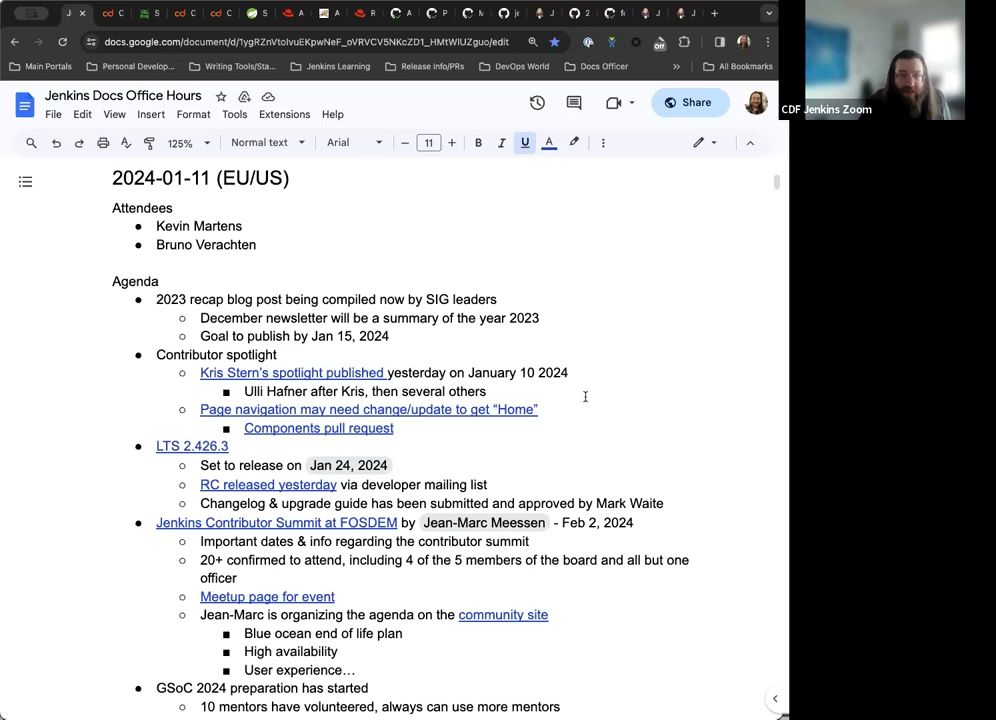 J
C
S
C
C
S
A
A
R
A
P
M
J
2
J
J
docs.google.com/document/d/1ygRZnVtoIvuEKpwNeF_oVRVCV5NKcZD1_HMtWlUZguo/edit
Off
Main Portals
Personal Develop...
Writing Tools/Sta...
Jenkins Learning
Release Info/PRs
DevOps World
Docs Officer
All Bookmarks
CDF Jenkins Zoom
Jenkins Docs Office Hours
File Edit View Insert Format Tools Extensions Help
Share
125% Normal text Arial 11 B I U A
2024-01-11 (EU/US)
Attendees
● Kevin Martens
● Bruno Verachten
Agenda
● 2023 recap blog post being compiled now by SIG leaders
○ December newsletter will be a summary of the year 2023
○ Goal to publish by Jan 15, 2024
● Contributor spotlight
○ Kris Stern's spotlight published yesterday on January 10 2024
■ Ulli Hafner after Kris, then several others
○ Page navigation may need change/update to get “Home”
■ Components pull request
● LTS 2.426.3
○ Set to release on Jan 24, 2024
○ RC released yesterday via developer mailing list
○ Changelog & upgrade guide has been submitted and approved by Mark Waite
● Jenkins Contributor Summit at FOSDEM by Jean-Marc Meessen - Feb 2, 2024
○ Important dates & info regarding the contributor summit
○ 20+ confirmed to attend, including 4 of the 5 members of the board and all but one
officer
○ Meetup page for event
○ Jean-Marc is organizing the agenda on the community site
■ Blue ocean end of life plan
■ High availability
■ User experience…
● GSoC 2024 preparation has started
○ 10 mentors have volunteered, always can use more mentors